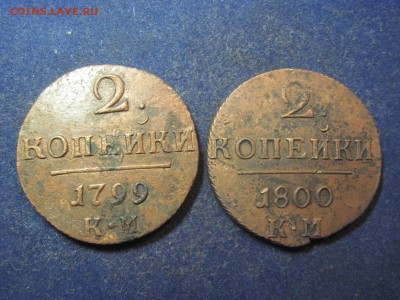 COINS.LAVE.RU
2.
КОПЕЙКИ
1799
К·М
2.
КОПЕЙКИ
1800
К·М